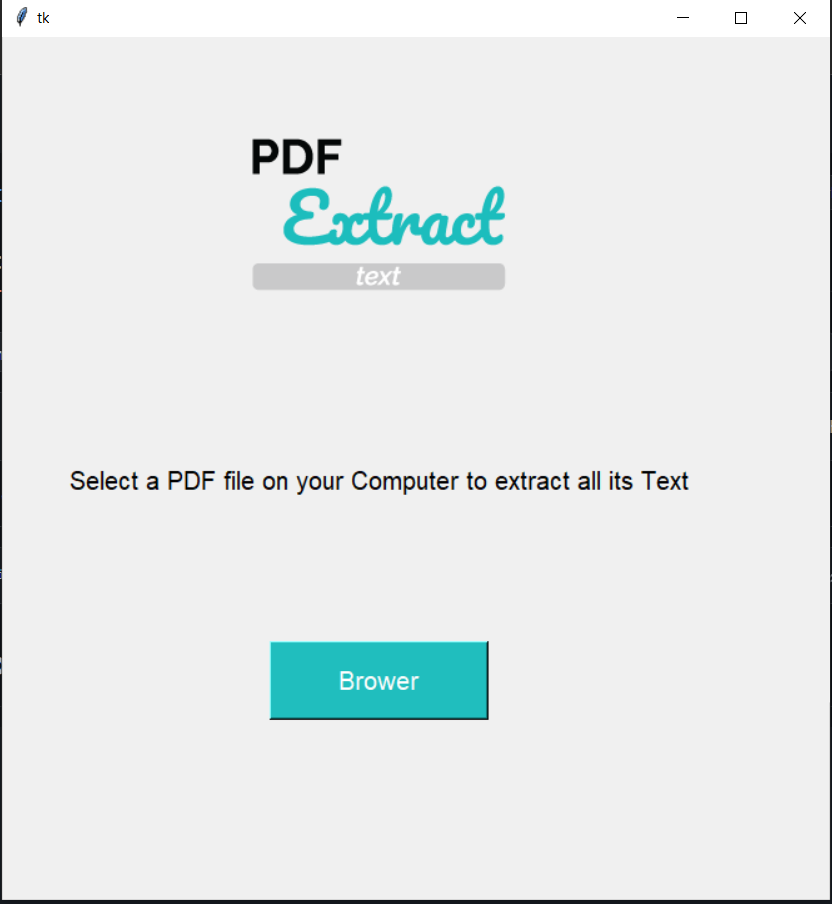 tk
PDF
Extract
text
Select a PDF file on your Computer to extract all its Text
Brower